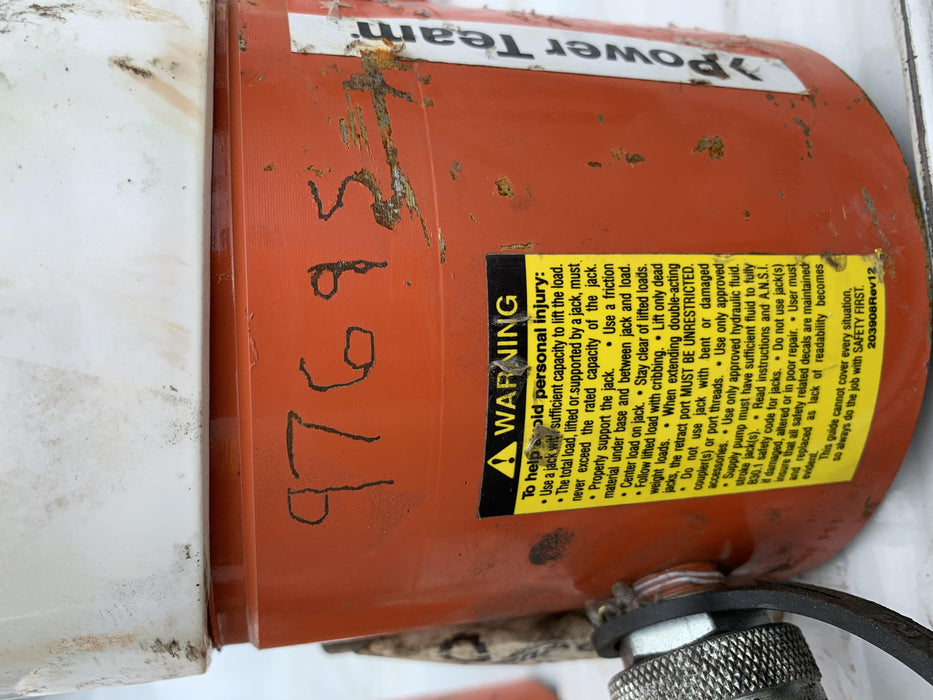 Power Team
97695
WARNING
To help avoid personal injury:
• Use a jack with sufficient capacity to lift the load.
• The total load, lifted or supported by a jack, must
never exceed the rated capacity of the jack.
• Properly support the jack. • Use a friction
material under base and between jack and load.
• Center load on jack. • Stay clear of lifted loads.
• Follow lifted load with cribbing. • Lift only dead
weight loads. • When extending double-acting
jacks, the retract port MUST BE UNRESTRICTED.
• Do not use jack with bent or damaged
coupler(s) or port threads. • Use only approved
accessories. • Use only approved hydraulic fluid.
• Supply pump must have sufficient fluid to fully
stroke jack(s). • Read instructions and A.N.S.I.
B30.1 safety code for jacks. • Do not use jack(s)
if damaged, altered or in poor repair. • User must
insure that all safety related decals are maintained
and replaced as lack of readability becomes
evident.
This guide cannot cover every situation,
so always do the job with SAFETY FIRST.
203908Rev12